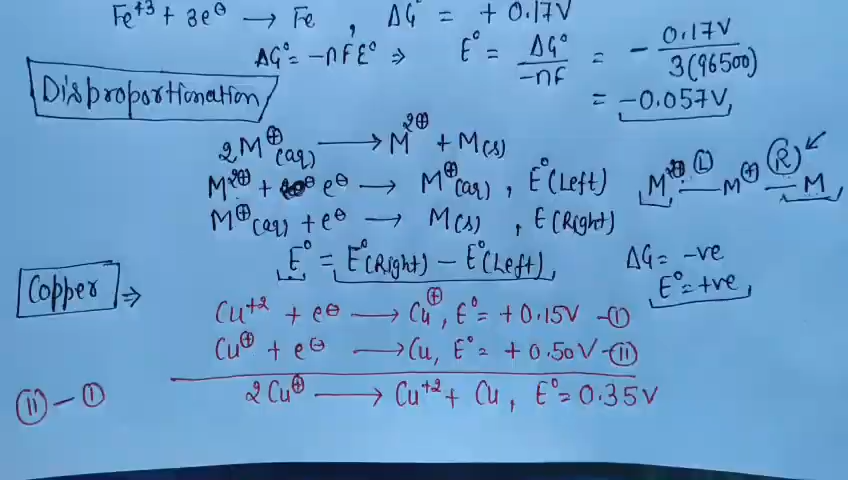 Fe⁺³ + 3e⊖ → Fe , ΔG° = +0.17V
ΔG° = -nFE° ⇒ E° = ΔG°/-nF = - 0.17V/3(96500)
= -0.057V
Disproportionation
2M⊕(aq) → M²⊕ + M(s)
M²⊕ + e⊖ → M⊕(aq) , E°(Left)
M²⊕ Ⓛ — M⊕ Ⓡ — M
M⊕(aq) + e⊖ → M(s) , E(Right)
E° = E°(Right) - E°(Left)
ΔG = -ve
E° = +ve
Copper ⇒
Cu⁺² + e⊖ → Cu⊕, E° = +0.15V -Ⓘ
Cu⊕ + e⊖ → Cu, E° = +0.50V -(II)
(II) - Ⓘ
2Cu⊕ → Cu⁺² + Cu, E° = 0.35V